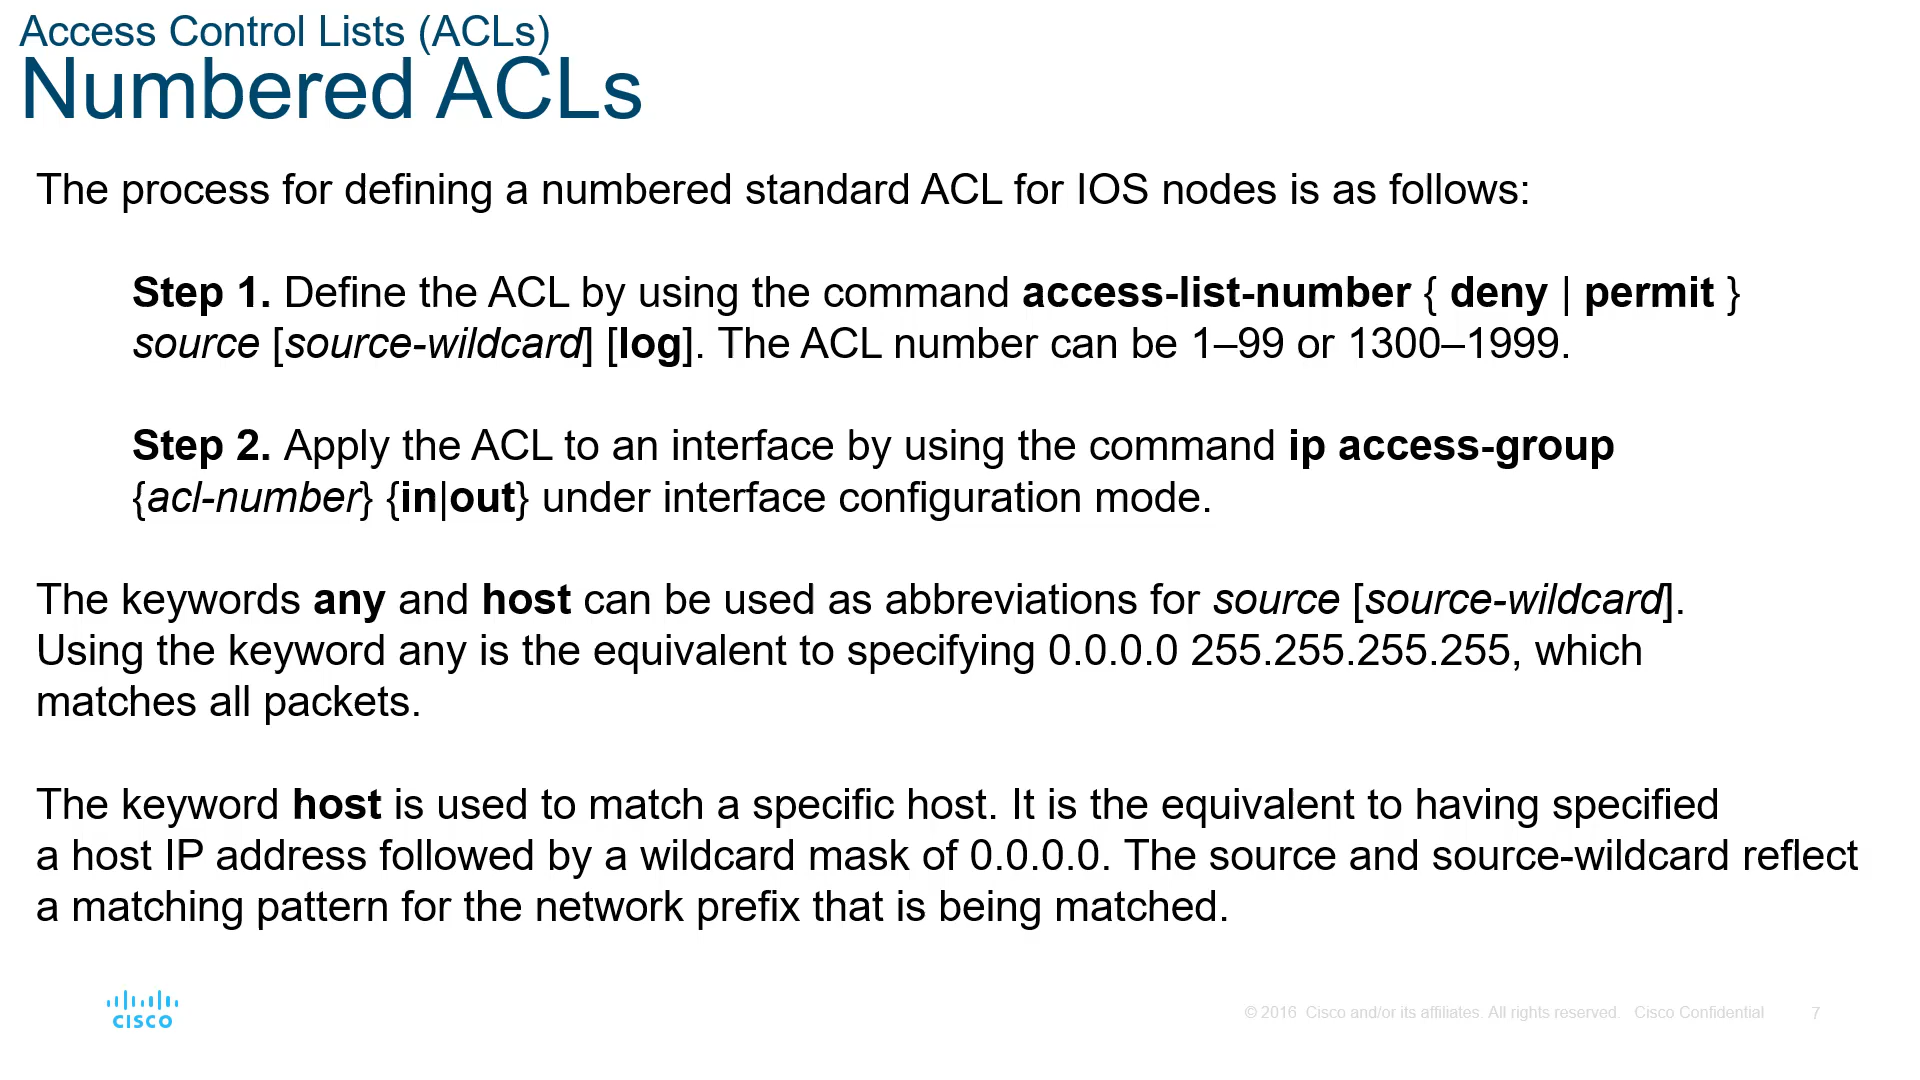 Access Control Lists (ACLs)
Numbered ACLs
The process for defining a numbered standard ACL for IOS nodes is as follows:
Step 1. Define the ACL by using the command access-list-number { deny | permit }
source [source-wildcard] [log]. The ACL number can be 1–99 or 1300–1999.
Step 2. Apply the ACL to an interface by using the command ip access-group
{acl-number} {in|out} under interface configuration mode.
The keywords any and host can be used as abbreviations for source [source-wildcard].
Using the keyword any is the equivalent to specifying 0.0.0.0 255.255.255.255, which
matches all packets.
The keyword host is used to match a specific host. It is the equivalent to having specified
a host IP address followed by a wildcard mask of 0.0.0.0. The source and source-wildcard reflect
a matching pattern for the network prefix that is being matched.
CISCO
© 2016 Cisco and/or its affiliates. All rights reserved. Cisco Confidential 7